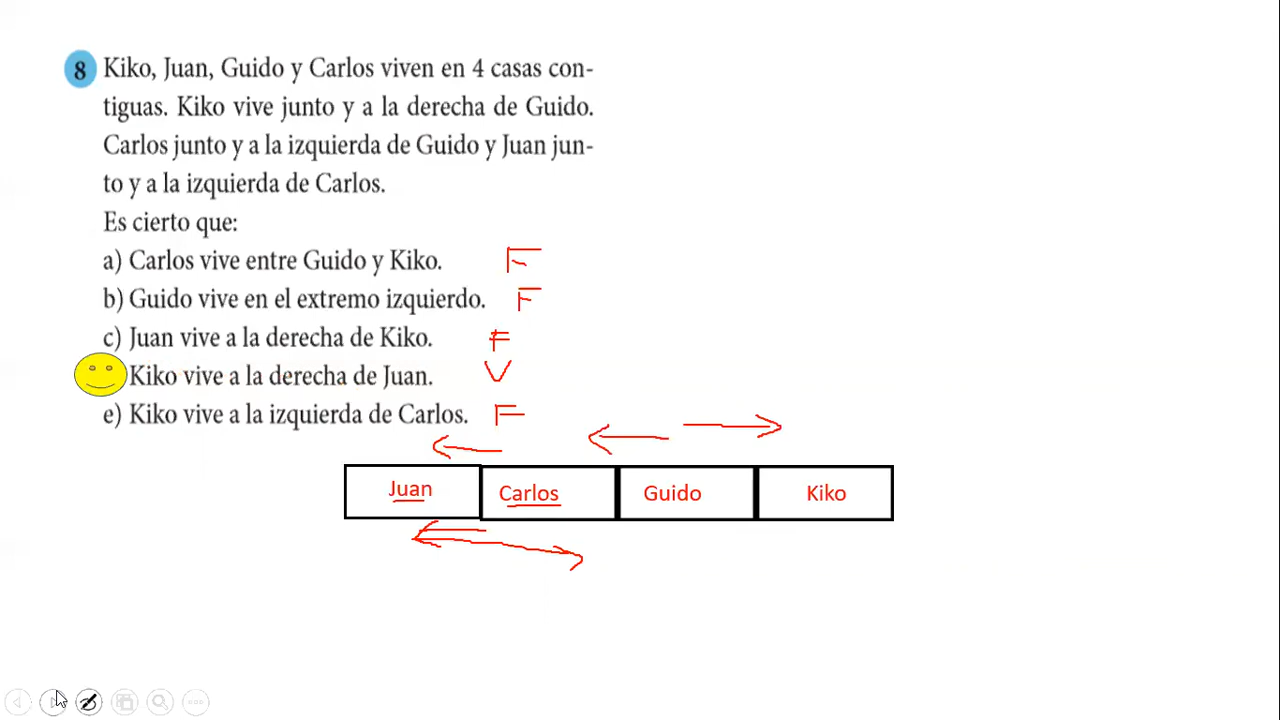 8 Kiko, Juan, Guido y Carlos viven en 4 casas con-
tiguas. Kiko vive junto y a la derecha de Guido.
Carlos junto y a la izquierda de Guido y Juan jun-
to y a la izquierda de Carlos.
Es cierto que:
a) Carlos vive entre Guido y Kiko. F
b) Guido vive en el extremo izquierdo. F
c) Juan vive a la derecha de Kiko. F
Kiko vive a la derecha de Juan. V
e) Kiko vive a la izquierda de Carlos. F
Juan Carlos Guido Kiko